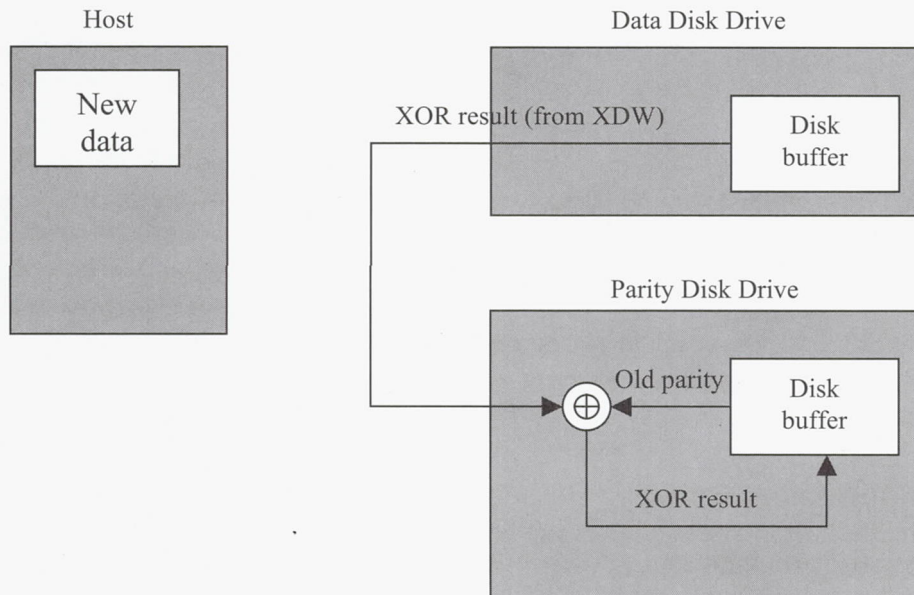 Host
New
data
Data Disk Drive
XOR result (from XDW)
Disk
buffer
Parity Disk Drive
Old parity
Disk
buffer
XOR result